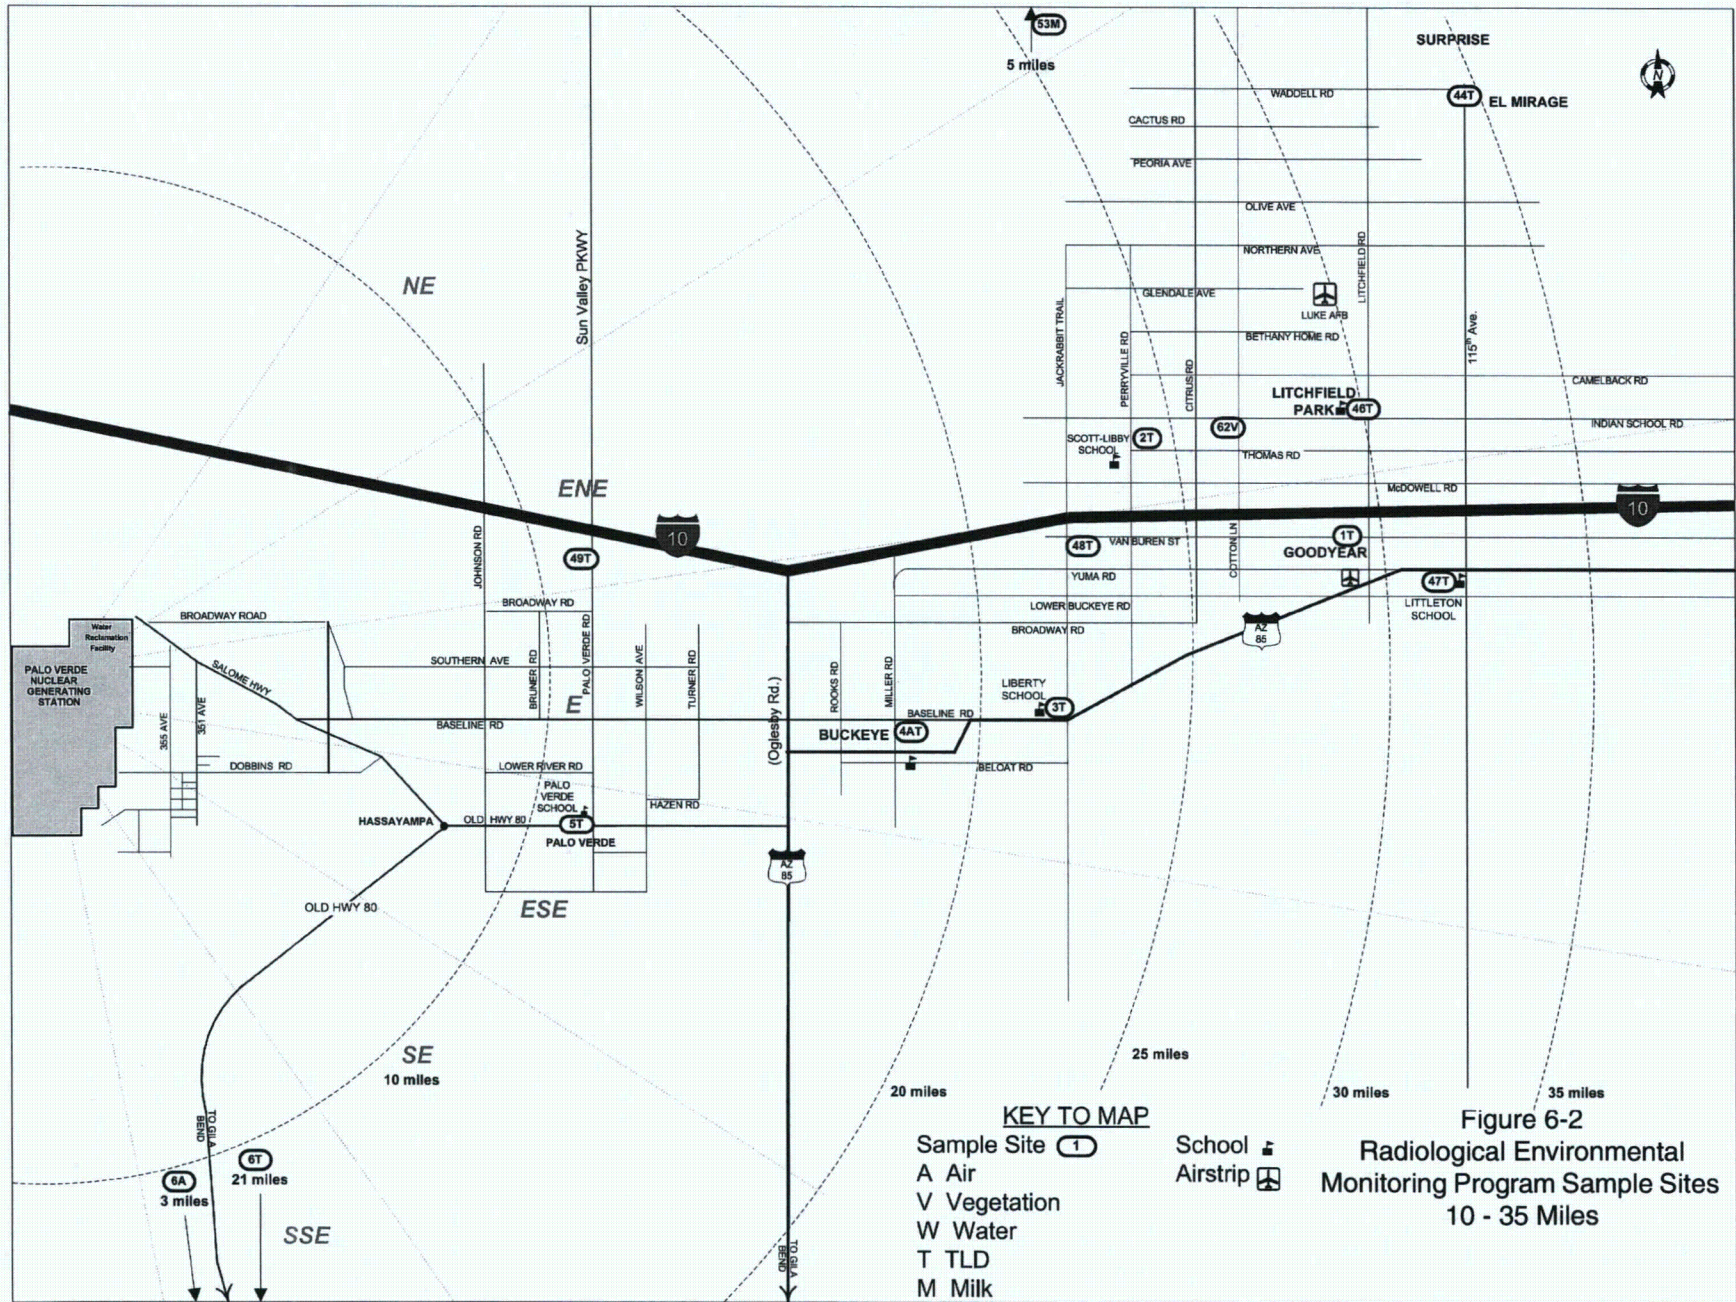 53M
5 miles
SURPRISE
N
WADDELL RD
44T
EL MIRAGE
CACTUS RD
PEORIA AVE
OLIVE AVE
NORTHERN AVE
LITCHFIELD RD
Sun Valley PKWY
NE
GLENDALE AVE
LUKE AFB
JACKRABBIT TRAIL
PERRYVILLE RD
CITRUS RD
BETHANY HOME RD
115th Ave.
CAMELBACK RD
LITCHFIELD
PARK
46T
INDIAN SCHOOL RD
62V
SCOTT-LIBBY
SCHOOL
2T
THOMAS RD
McDOWELL RD
ENE
10
10
JOHNSON RD
49T
48T
VAN BUREN ST
COTTON LN
1T
GOODYEAR
YUMA RD
47T
LITTLETON
SCHOOL
BROADWAY RD
LOWER BUCKEYE RD
BROADWAY RD
AZ
85
BROADWAY ROAD
Water
Reclamation
Facility
PALO VERDE
NUCLEAR
GENERATING
STATION
SALOME HWY
355 AVE
351 AVE
SOUTHERN AVE
BRUNER RD
PALO VERDE RD
WILSON AVE
TURNER RD
E
BASELINE RD
(Oglesby Rd.)
ROOKS RD
MILLER RD
LIBERTY
SCHOOL
3T
BASELINE RD
BUCKEYE
4AT
BELOAT RD
DOBBINS RD
LOWER RIVER RD
PALO
VERDE
SCHOOL
HAZEN RD
HASSAYAMPA
OLD HWY 80
5T
PALO VERDE
AZ
85
OLD HWY 80
ESE
SE
10 miles
20 miles
25 miles
30 miles
35 miles
TO GILA
BEND
6T
21 miles
6A
3 miles
SSE
TO GILA
BEND
KEY TO MAP
Sample Site 1
A Air
V Vegetation
W Water
T TLD
M Milk
School
Airstrip
Figure 6-2
Radiological Environmental
Monitoring Program Sample Sites
10 - 35 Miles